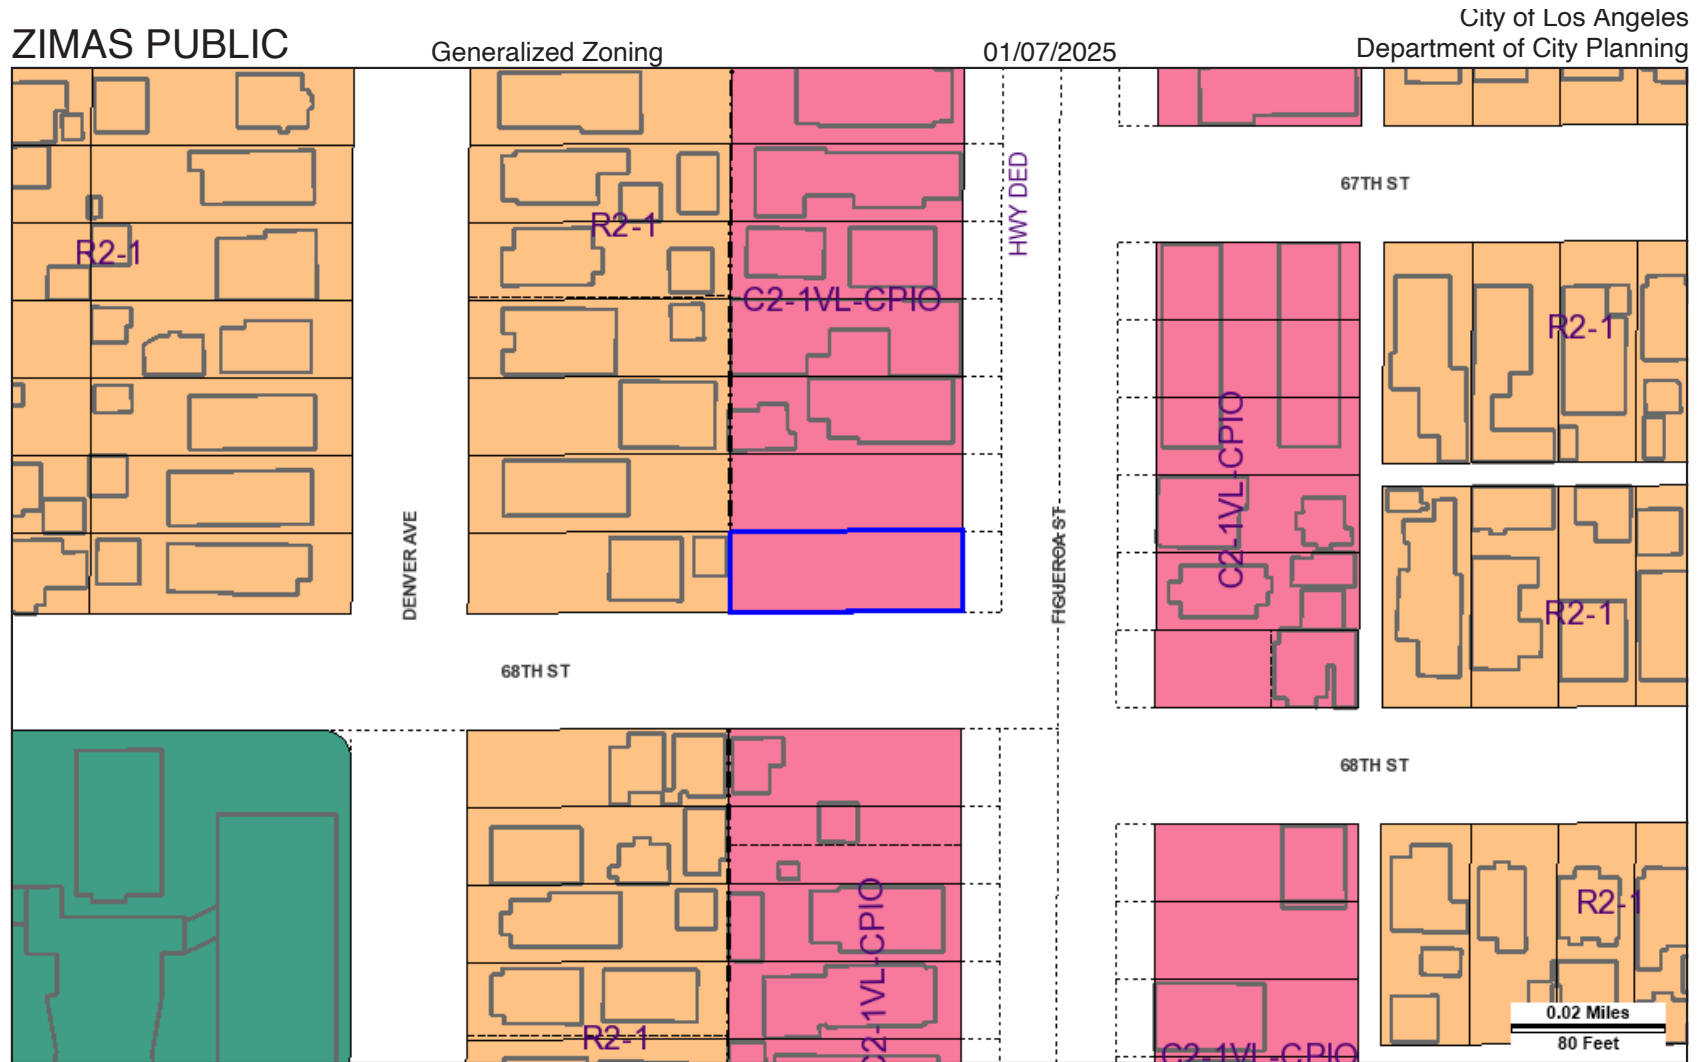 City of Los Angeles
ZIMAS PUBLIC Generalized Zoning 01/07/2025 Department of City Planning
HWY DED
67TH ST
R2-1
R2-1
C2-1VL-CPIO
R2-1
C2-1VL-CPIO
DENVER AVE
FIGUEROA ST
R2-1
68TH ST
68TH ST
C2-1VL-CPIO
R2-1
0.02 Miles
R2-1
80 Feet
C2-1VL-CPIO